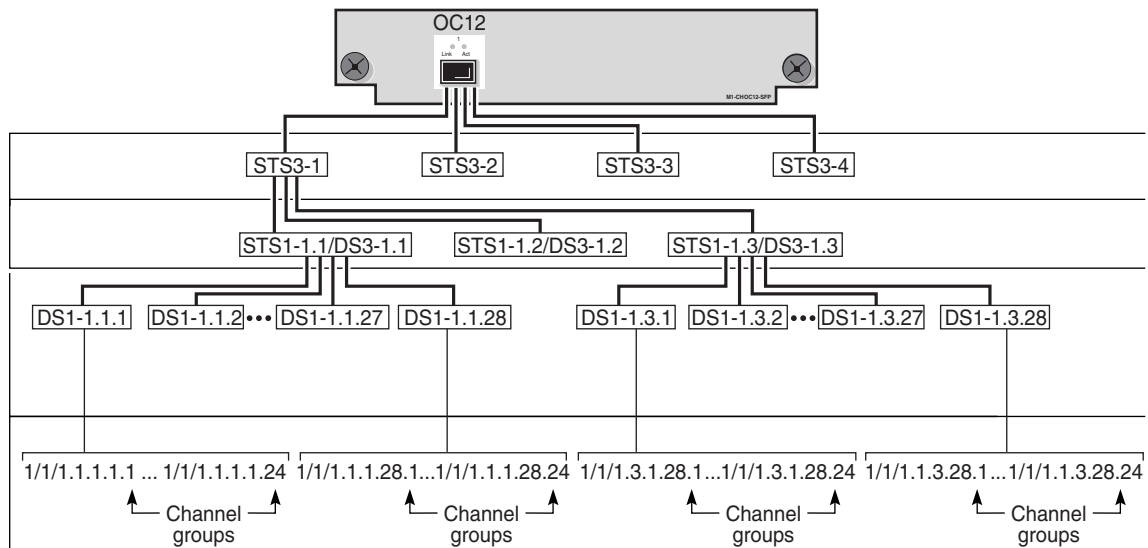 OC12
1
Link Act
M1-CHOC12-SFP
STS3-1 STS3-2 STS3-3 STS3-4
STS1-1.1/DS3-1.1 STS1-1.2/DS3-1.2 STS1-1.3/DS3-1.3
DS1-1.1.1 DS1-1.1.2 ••• DS1-1.1.27 DS1-1.1.28 DS1-1.3.1 DS1-1.3.2 ••• DS1-1.3.27 DS1-1.3.28
1/1/1.1.1.1.1 ... 1/1/1.1.1.1.24 1/1/1.1.1.28.1...1/1/1.1.1.28.24 1/1/1.3.1.28.1...1/1/1.3.1.28.24 1/1/1.1.3.28.1...1/1/1.1.3.28.24
Channel groups
Channel groups
Channel groups
Channel groups